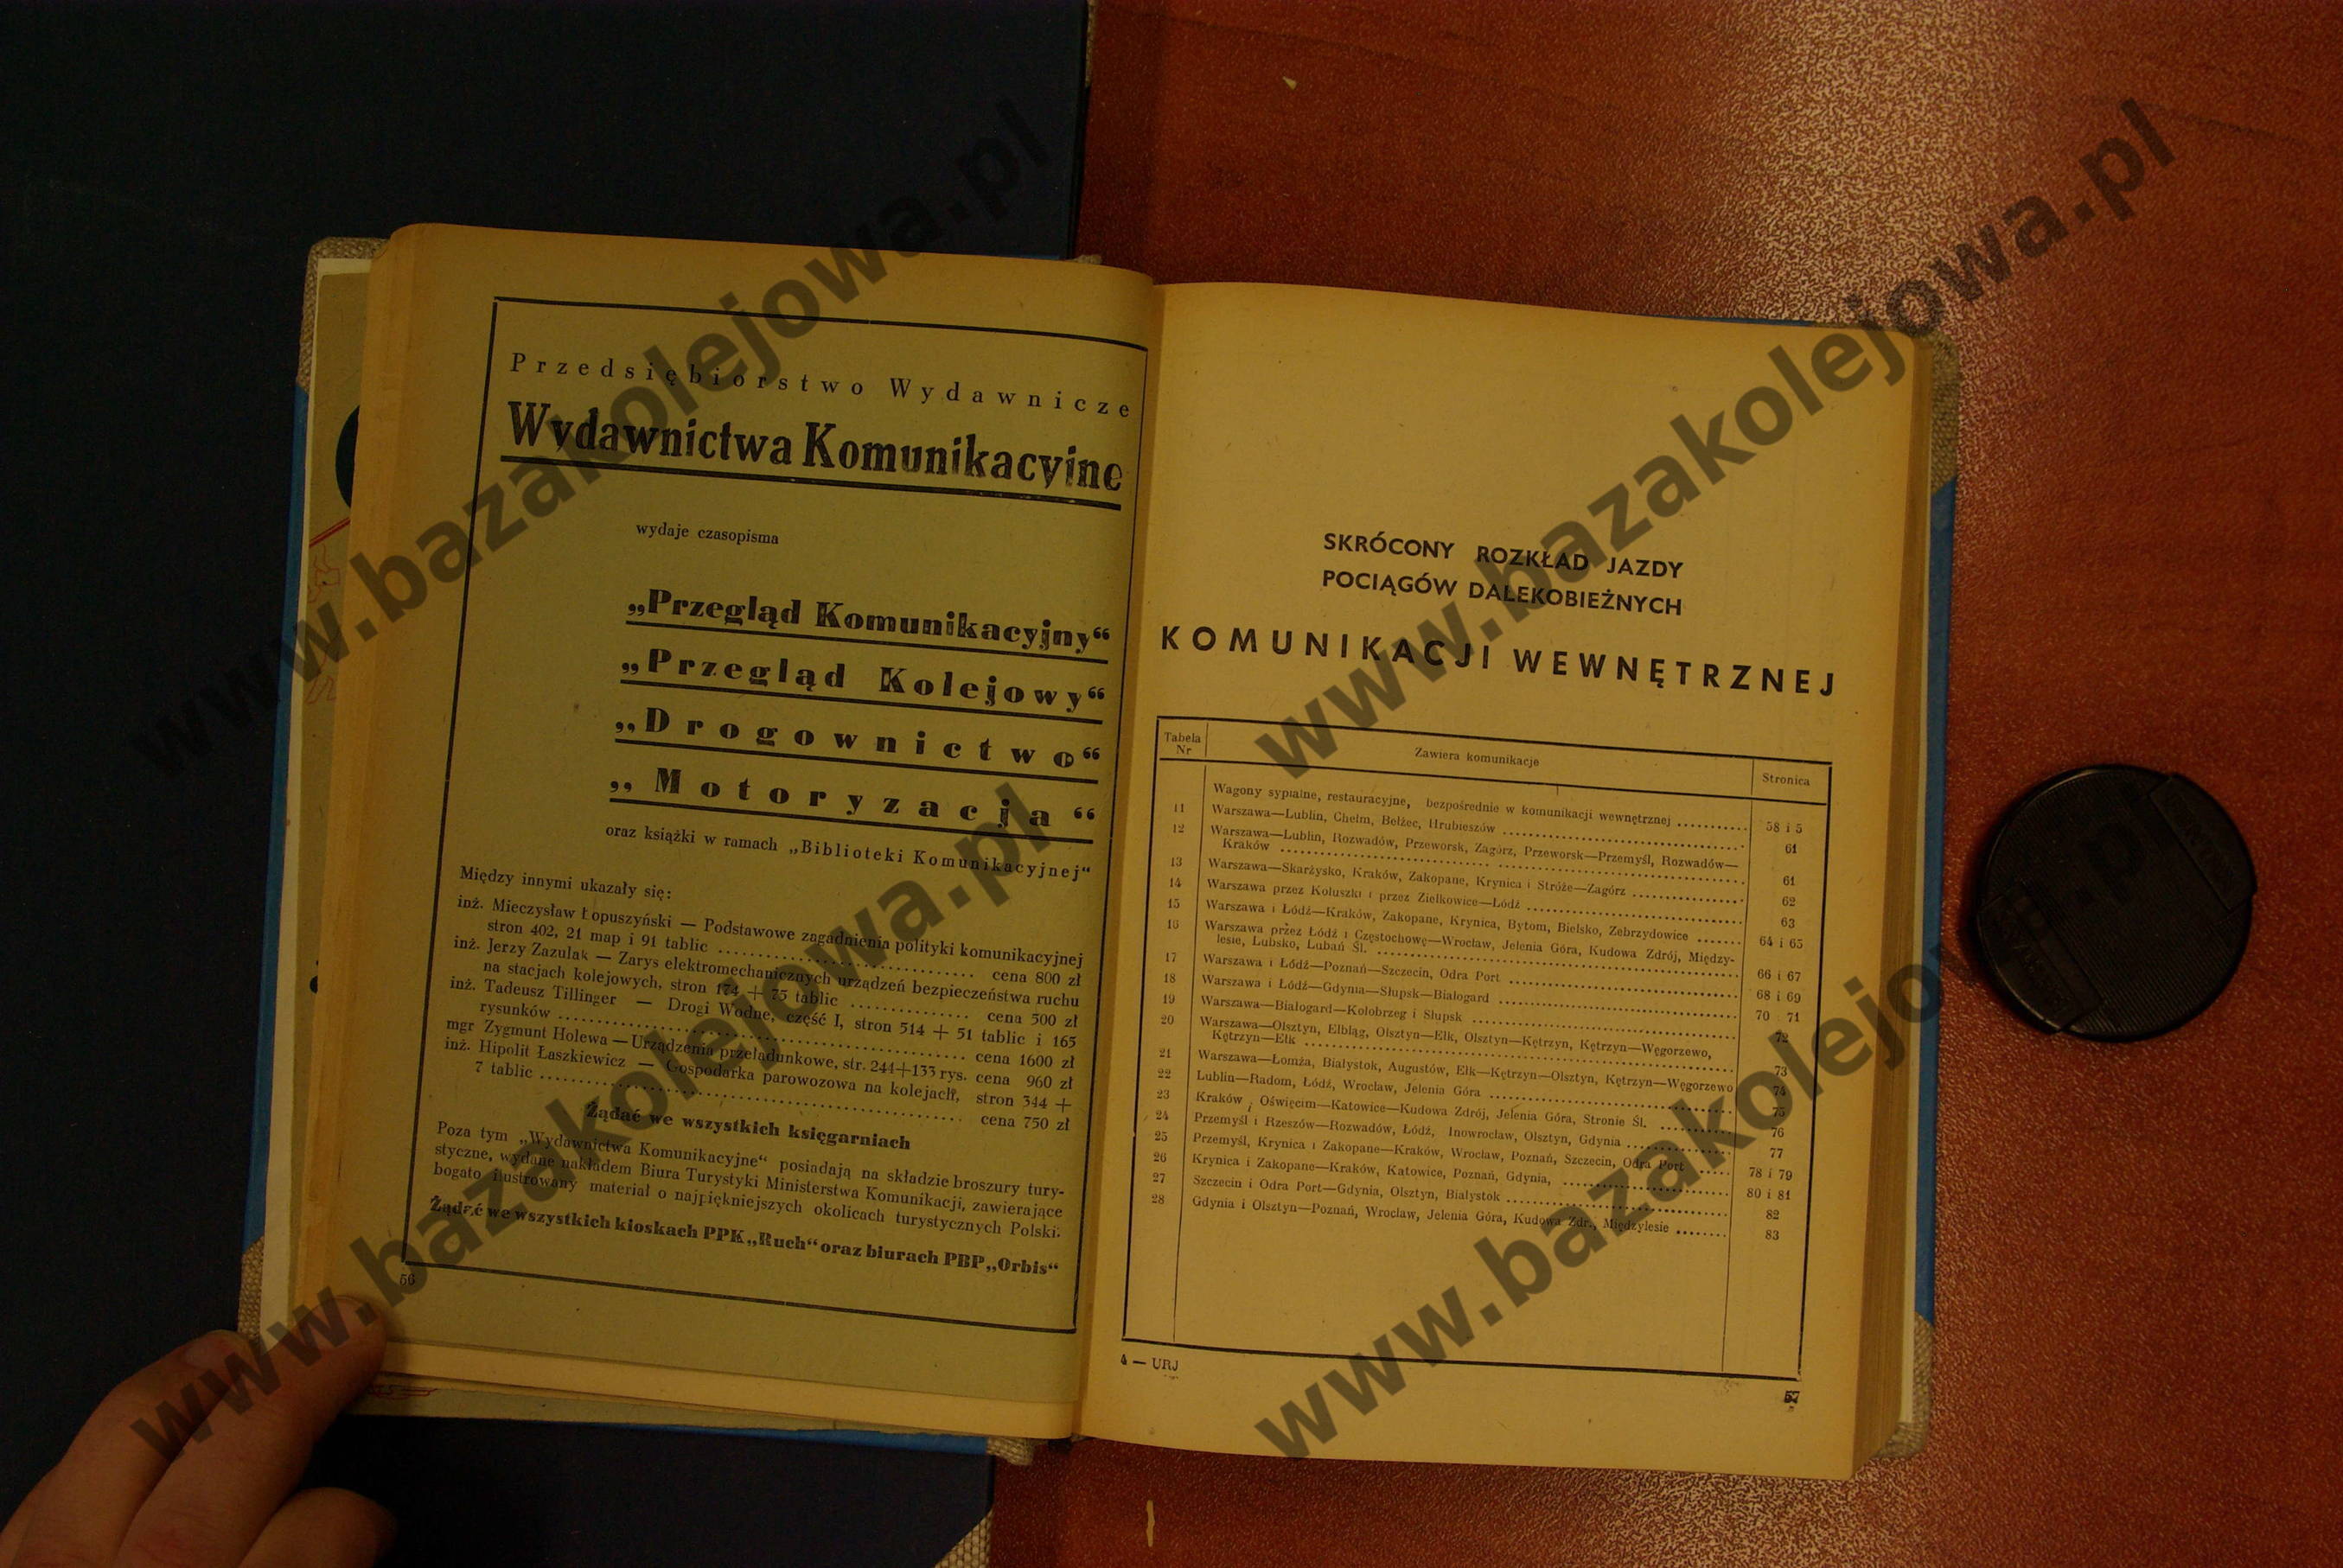 Przedsiębiorstwo Wydawnicze
Wydawnictwa Komunikacyine
wydaje czasopisma
„Przegląd Komunikacyjny“
„Przegląd Kolejowy“
„Drogownictwo“
„Motoryzacja“
oraz książki w ramach „Biblioteki Komunikacyjnej“
Między innymi ukazały się:
inż. Mieczysław Łopuszyński — Podstawowe zagadnienia polityki komunikacyjnej
stron 402, 21 map i 91 tablic ........ cena 800 zł
inż. Jerzy Zazulak — Zarys elektromechanicznych urządzeń bezpieczeństwa ruchu
na stacjach kolejowych, stron 174 + 75 tablic ........ cena 500 zł
inż. Tadeusz Tillinger — Drogi Wodne, część I, stron 514 + 51 tablic i 165
rysunków ........ cena 1600 zł
mgr Zygmunt Holewa — Urządzenia przeładunkowe, str. 244+133 rys. cena 960 zł
inż. Hipolit Łaszkiewicz — Gospodarka parowozowa na kolejach, stron 344 +
7 tablic ........ cena 750 zł
Żądać we wszystkich księgarniach
Poza tym „Wydawnictwa Komunikacyjne“ posiadają na składzie broszury tury-
styczne, wydane nakładem Biura Turystyki Ministerstwa Komunikacji, zawierające
bogato ilustrowany materiał o najpiękniejszych okolicach turystycznych Polski.
Żądać we wszystkich kioskach PPK „Ruch“ oraz biurach PBP „Orbis“
56
SKRÓCONY ROZKŁAD JAZDY
POCIĄGÓW DALEKOBIEŻNYCH
KOMUNIKACJI WEWNĘTRZNEJ
Tabela Nr Zawiera komunikacje Stronica
Wagony sypialne, restauracyjne, bezpośrednie w komunikacji wewnętrznej ........ 58 i 5
11 Warszawa—Lublin, Chełm, Bełżec, Hrubieszów ........ 61
12 Warszawa—Lublin, Rozwadów, Przeworsk, Zagórz, Przeworsk—Przemyśl, Rozwadów—
Kraków ........ 61
13 Warszawa—Skarżysko, Kraków, Zakopane, Krynica i Stróże—Zagórz ........ 62
14 Warszawa przez Koluszki i przez Zielkowice—Łódź ........ 63
15 Warszawa i Łódź—Kraków, Zakopane, Krynica, Bytom, Bielsko, Zebrzydowice ........ 64 i 65
16 Warszawa przez Łódź i Częstochowę—Wrocław, Jelenia Góra, Kudowa Zdrój, Między-
lesie, Lubsko, Lubań Śl. ........ 66 i 67
17 Warszawa i Łódź—Poznań—Szczecin, Odra Port ........ 68 i 69
18 Warszawa i Łódź—Gdynia—Słupsk—Białogard ........ 70 71
19 Warszawa—Białogard—Kołobrzeg i Słupsk ........ 72
20 Warszawa—Olsztyn, Elbląg, Olsztyn—Ełk, Olsztyn—Kętrzyn, Kętrzyn—Węgorzewo,
Kętrzyn—Ełk ........ 73
21 Warszawa—Łomża, Białystok, Augustów, Ełk—Kętrzyn—Olsztyn, Kętrzyn—Węgorzewo 74
22 Lublin—Radom, Łódź, Wrocław, Jelenia Góra ........ 75
23 Kraków i Oświęcim—Katowice—Kudowa Zdrój, Jelenia Góra, Stronie Śl. ........ 76
24 Przemyśl i Rzeszów—Rozwadów, Łódź, Inowrocław, Olsztyn, Gdynia ........ 77
25 Przemyśl, Krynica i Zakopane—Kraków, Wrocław, Poznań, Szczecin, Odra Port ........ 78 i 79
26 Krynica i Zakopane—Kraków, Katowice, Poznań, Gdynia, ........ 80 i 81
27 Szczecin i Odra Port—Gdynia, Olsztyn, Białystok ........ 82
28 Gdynia i Olsztyn—Poznań, Wrocław, Jelenia Góra, Kudowa Zdr., Międzylesie ........ 83
4 — URJ
57
www.bazakolejowa.pl
www.bazakolejowa.pl
www.bazakolejowa.pl
www.bazakolejowa.pl